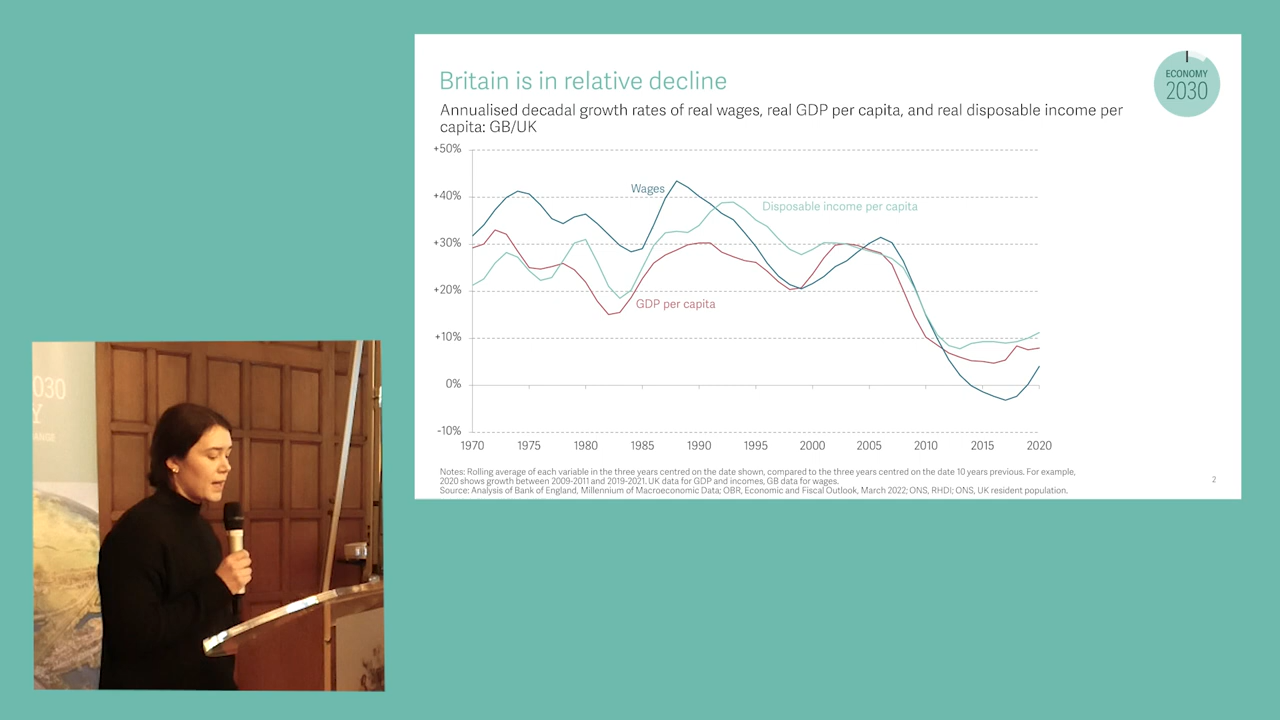 Britain is in relative decline
ECONOMY
2030
Annualised decadal growth rates of real wages, real GDP per capita, and real disposable income per
capita: GB/UK
+50%
+40%
+30%
+20%
+10%
0%
-10%
Wages
Disposable income per capita
GDP per capita
1970 1975 1980 1985 1990 1995 2000 2005 2010 2015 2020
Notes: Rolling average of each variable in the three years centred on the date shown, compared to the three years centred on the date 10 years previous. For example,
2020 shows growth between 2009-2011 and 2019-2021. UK data for GDP and incomes, GB data for wages.
Source: Analysis of Bank of England, Millennium of Macroeconomic Data; OBR, Economic and Fiscal Outlook, March 2022; ONS, RHDI; ONS, UK resident population.
2
030
Y